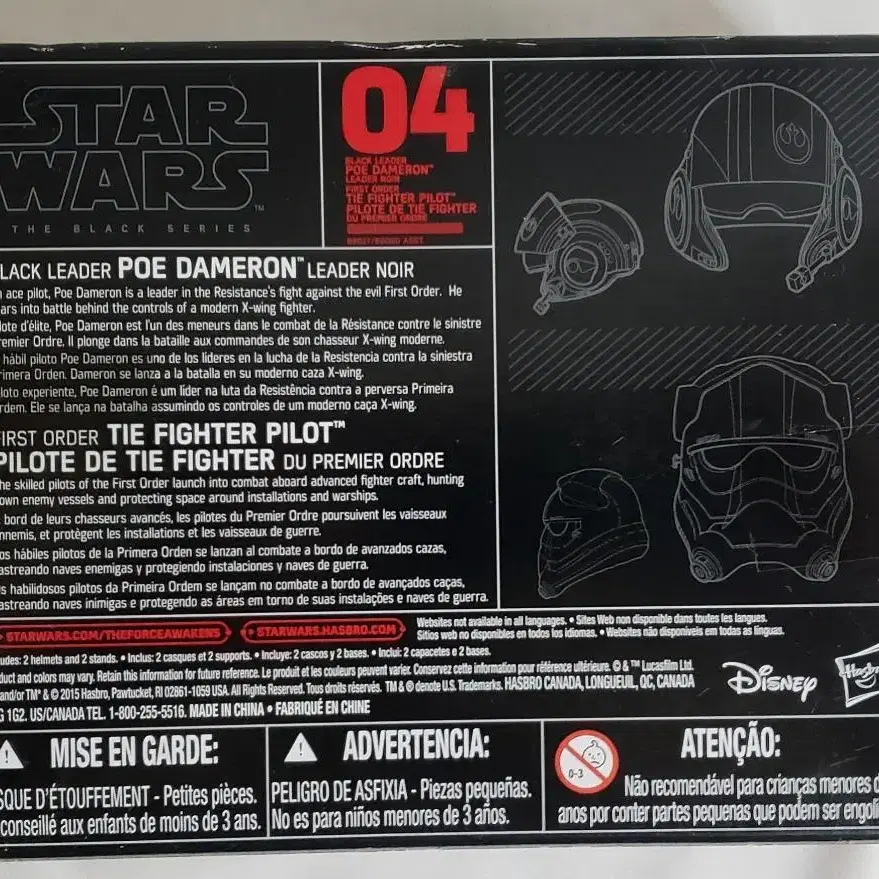 STAR
WARS
™
THE BLACK SERIES
04
BLACK LEADER
POE DAMERON™
LEADER NOIR
FIRST ORDER
TIE FIGHTER PILOT™
PILOTE DE TIE FIGHTER
DU PREMIER ORDRE
LACK LEADER POE DAMERON™ LEADER NOIR
ace pilot, Poe Dameron is a leader in the Resistance's fight against the evil First Order. He
ars into battle behind the controls of a modern X-wing fighter.
lote d'élite, Poe Dameron est l'un des meneurs dans le combat de la Résistance contre le sinistre
remier Ordre. Il plonge dans la bataille aux commandes de son chasseur X-wing moderne.
hábil piloto Poe Dameron es uno de los líderes en la lucha de la Resistencia contra la siniestra
rimera Orden. Dameron se lanza a la batalla en su moderno caza X-wing.
loto experiente, Poe Dameron é um líder na luta da Resistência contra a perversa Primeira
rdem. Ele se lança na batalha assumindo os controles de um moderno caça X-wing.
IRST ORDER TIE FIGHTER PILOT™
PILOTE DE TIE FIGHTER DU PREMIER ORDRE
he skilled pilots of the First Order launch into combat aboard advanced fighter craft, hunting
own enemy vessels and protecting space around installations and warships.
bord de leurs chasseurs avancés, les pilotes du Premier Ordre poursuivent les vaisseaux
nnemis, et protègent les installations et les vaisseaux de guerre.
os hábiles pilotos de la Primera Orden se lanzan al combate a bordo de avanzados cazas,
astreando naves enemigas y protegiendo instalaciones y naves de guerra.
s habilidosos pilotos da Primeira Ordem se lançam no combate a bordo de avançados caças,
astreando naves inimigas e protegendo as áreas em torno de suas instalações e naves de guerra.
STARWARS.COM/THEFORCEAWAKENS
STARWARS.HASBRO.COM
Websites not available in all languages. • Sites Web non disponible dans toutes les langues.
Sitios web no disponibles en todos los idiomas. • Websites não disponíveis em todas as línguas.
udes: 2 helmets and 2 stands. • Inclus: 2 casques et 2 supports. • Incluye: 2 cascos y 2 bases. • Inclui: 2 capacetes e 2 bases.
duct and colors may vary. Retain this information for future reference. Le produit et les couleurs peuvent varier. Conservez cette information pour référence ultérieure. © & ™ Lucasfilm Ltd.
and/or TM* & © 2015 Hasbro, Pawtucket, RI 02861-1059 USA. All Rights Reserved. Tous droits réservés. TM & ® denote U.S. Trademarks. HASBRO CANADA, LONGUEUIL, QC, CANADA
G 1G2. US/CANADA TEL. 1-800-255-5516. MADE IN CHINA • FABRIQUÉ EN CHINE
Disney
Hasbro
MISE EN GARDE:
SQUE D'ÉTOUFFEMENT - Petites pièces.
conseillé aux enfants de moins de 3 ans.
ADVERTENCIA:
PELIGRO DE ASFIXIA - Piezas pequeñas.
No es para niños menores de 3 años.
0-3
ATENÇÃO:
Não recomendável para crianças menores d
anos por conter partes pequenas que podem ser engoli